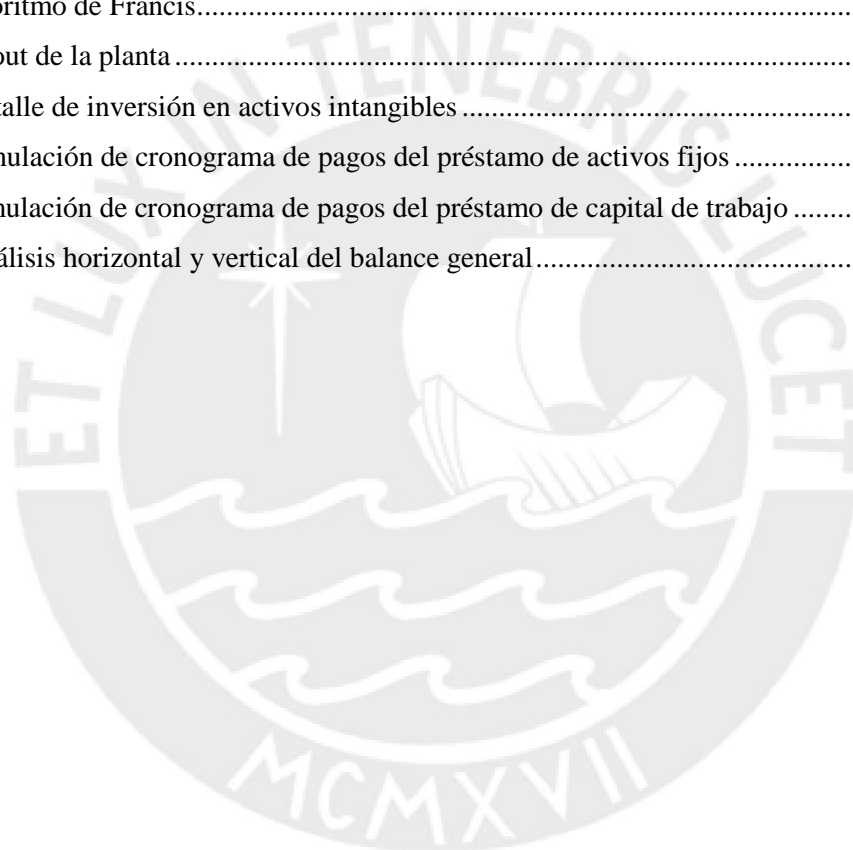 oritmo de Francis....................................................................................................
out de la planta....................................................................................................
talle de inversión en activos intangibles..........................................................
mulación de cronograma de pagos del préstamo de activos fijos.................
mulación de cronograma de pagos del préstamo de capital de trabajo........
álisis horizontal y vertical del balance general...............................................
ET LUX IN TENEBRIS LUCET
MCMXVII